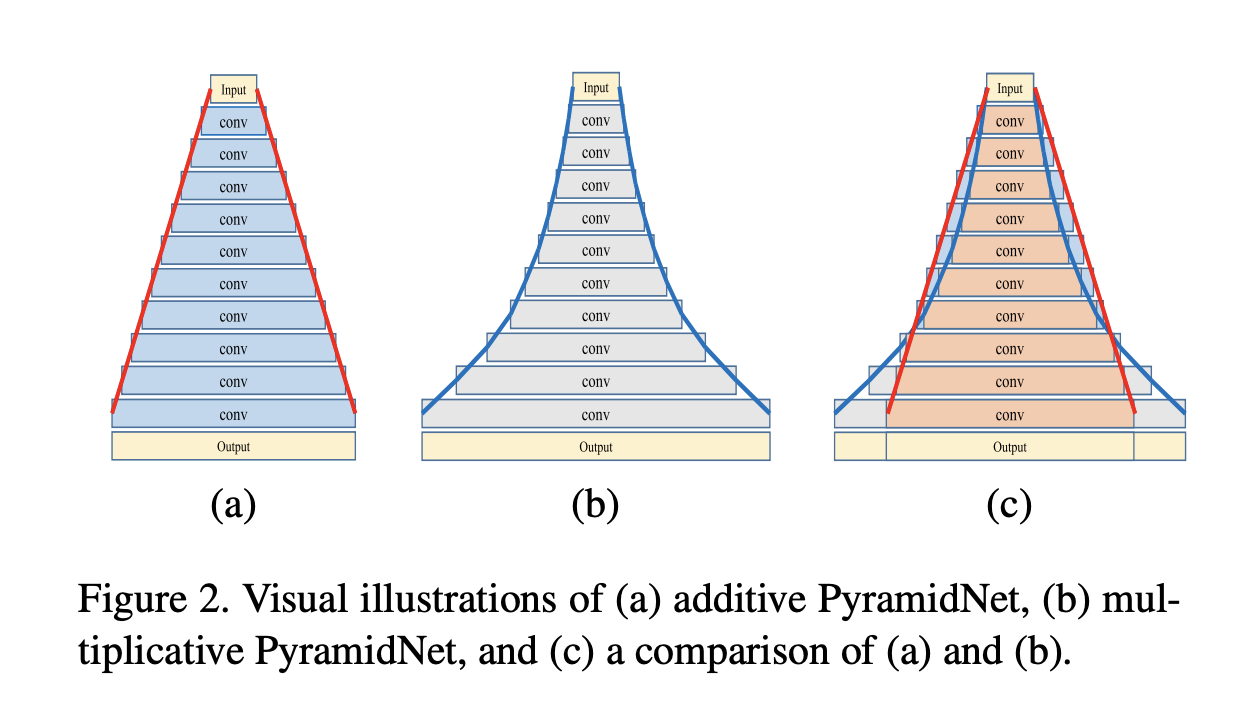 Input Input Input
conv conv conv
conv conv conv
conv conv conv
conv conv conv
conv conv conv
conv conv conv
conv conv conv
conv conv conv
conv conv conv
conv conv conv
Output Output Output
(a) (b) (c)
Figure 2. Visual illustrations of (a) additive PyramidNet, (b) mul-
tiplicative PyramidNet, and (c) a comparison of (a) and (b).